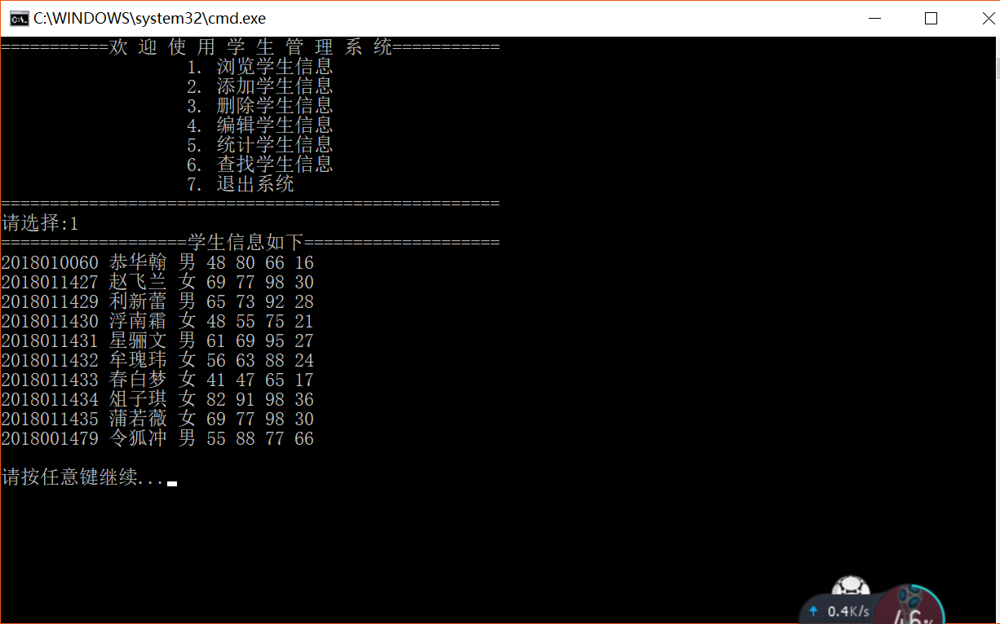 C:\WINDOWS\system32\cmd.exe
===========欢 迎 使 用 学 生 管 理 系 统===========
1. 浏览学生信息
2. 添加学生信息
3. 删除学生信息
4. 编辑学生信息
5. 统计学生信息
6. 查找学生信息
7. 退出系统
===================================================
请选择:1
===================学生信息如下====================
2018010060 恭华翰 男 48 80 66 16
2018011427 赵飞兰 女 69 77 98 30
2018011429 利新蕾 男 65 73 92 28
2018011430 浮南霜 女 48 55 75 21
2018011431 星骊文 男 61 69 95 27
2018011432 牟瑰玮 女 56 63 88 24
2018011433 春白梦 女 41 47 65 17
2018011434 俎子琪 女 82 91 98 36
2018011435 蒲若薇 女 69 77 98 30
2018001479 令狐冲 男 55 88 77 66
请按任意键继续...
0.4K/s
46%